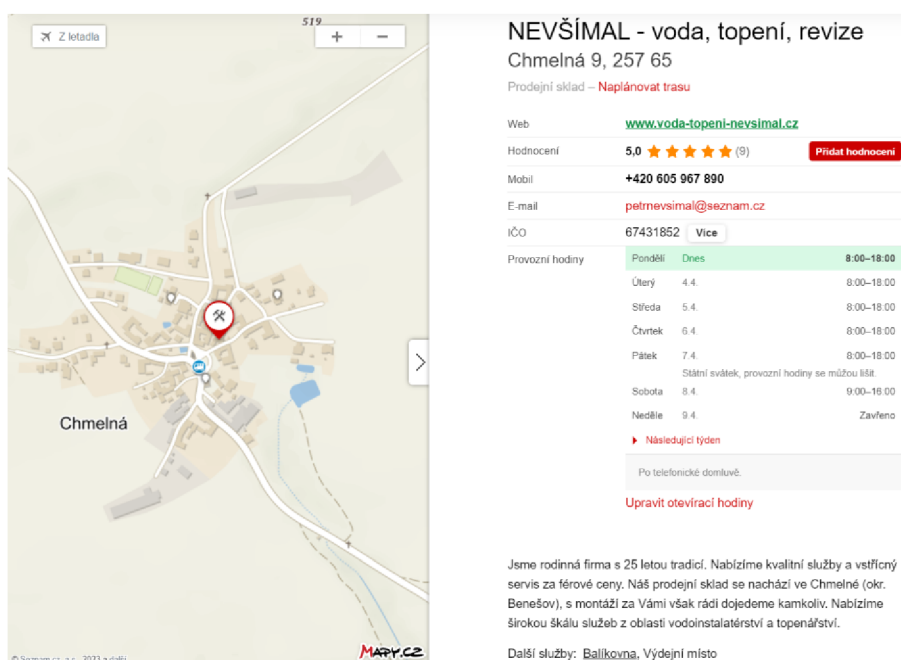 519
Z letadla
+ −
Chmelná
© Seznam.cz, a.s., 2023 a další
Mapy.cz
NEVŠÍMAL - voda, topení, revize
Chmelná 9, 257 65
Prodejní sklad – Naplánovat trasu
Web www.voda-topeni-nevsimal.cz
Hodnocení 5,0 (9) Přidat hodnocení
Mobil +420 605 967 890
E-mail petrnevsimal@seznam.cz
IČO 67431852 Více
Provozní hodiny Pondělí Dnes 8:00–18:00
Úterý 4.4. 8:00–18:00
Středa 5.4. 8:00–18:00
Čtvrtek 6.4. 8:00–18:00
Pátek 7.4. 8:00–18:00
Státní svátek, provozní hodiny se můžou lišit.
Sobota 8.4. 9:00–16:00
Neděle 9.4. Zavřeno
Následující týden
Po telefonické domluvě.
Upravit otevírací hodiny
Jsme rodinná firma s 25 letou tradicí. Nabízíme kvalitní služby a vstřícný
servis za férové ceny. Náš prodejní sklad se nachází ve Chmelné (okr.
Benešov), s montáží za Vámi však rádi dojedeme kamkoliv. Nabízíme
širokou škálu služeb z oblasti vodoinstalatérství a topenářství.
Další služby: Balíkovna, Výdejní místo